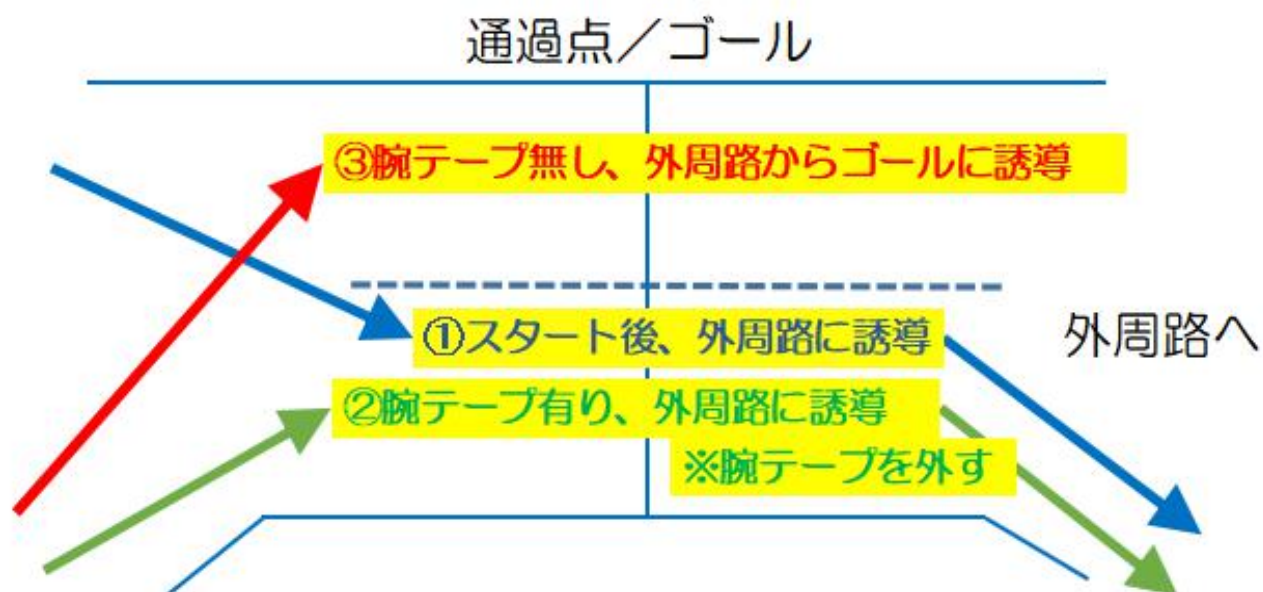 通過点／ゴール
③腕テープ無し、外周路からゴールに誘導
①スタート後、外周路に誘導
外周路へ
②腕テープ有り、外周路に誘導
※腕テープを外す